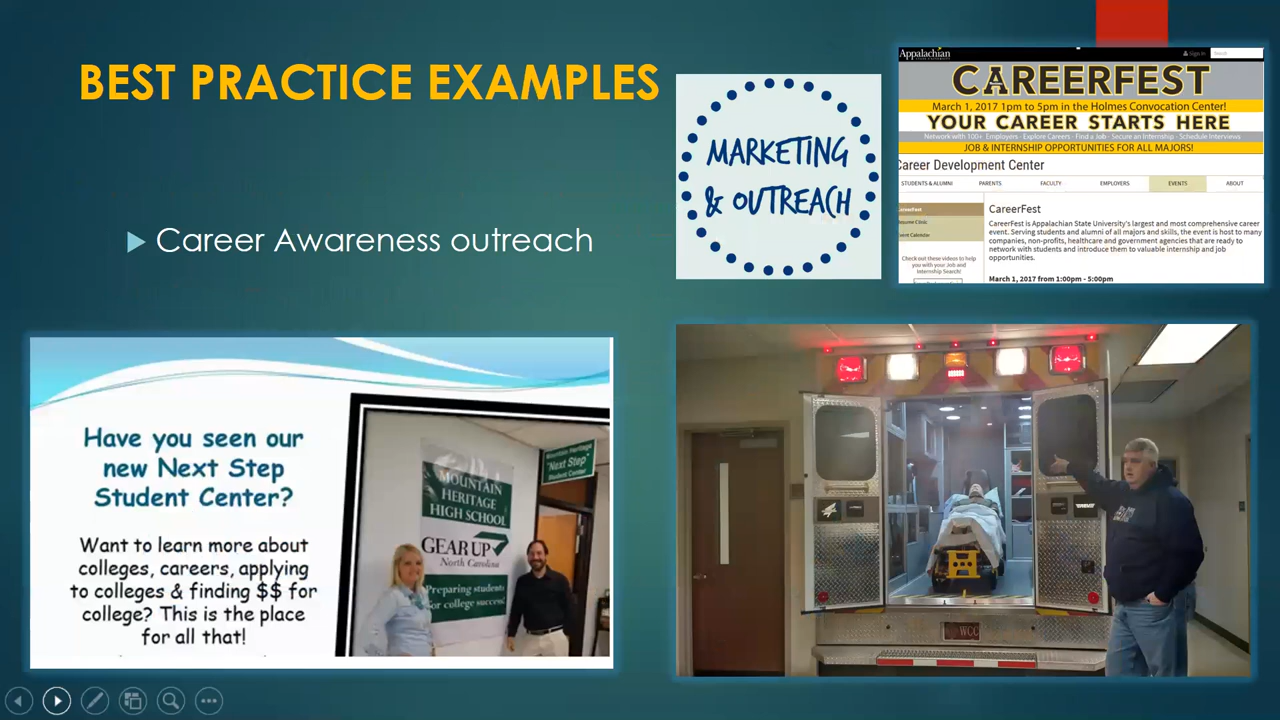 BEST PRACTICE EXAMPLES
Career Awareness outreach
MARKETING
& OUTREACH
Appalachian
Sign In
CAREERFEST
March 1, 2017 1pm to 5pm in the Holmes Convocation Center!
YOUR CAREER STARTS HERE
Network with 100+ Employers - Explore Careers - Find a Job - Secure an Internship - Schedule Interviews
JOB & INTERNSHIP OPPORTUNITIES FOR ALL MAJORS!
Career Development Center
STUDENTS & ALUMNI PARENTS FACULTY EMPLOYERS EVENTS ABOUT
CareerFest
Resume Clinic
Event Calendar
Check out these videos to help
you with your Job and
Internship Search!
CareerFest
CareerFest is Appalachian State University's largest and most comprehensive career
event. Serving students and alumni of all majors and skills, the event is host to many
companies, non-profits, healthcare and government agencies that are ready to
network with students and introduce them to valuable internship and job
opportunities.
March 1, 2017 from 1:00pm - 5:00pm
Have you seen our
new Next Step
Student Center?
Want to learn more about
colleges, careers, applying
to colleges & finding $$ for
college? This is the place
for all that!
MOUNTAIN
HERITAGE
HIGH SCHOOL
GEAR UP
North Carolina
Preparing students
for college success!
Mountain Heritage
"Next Step"
Student Center
WCC